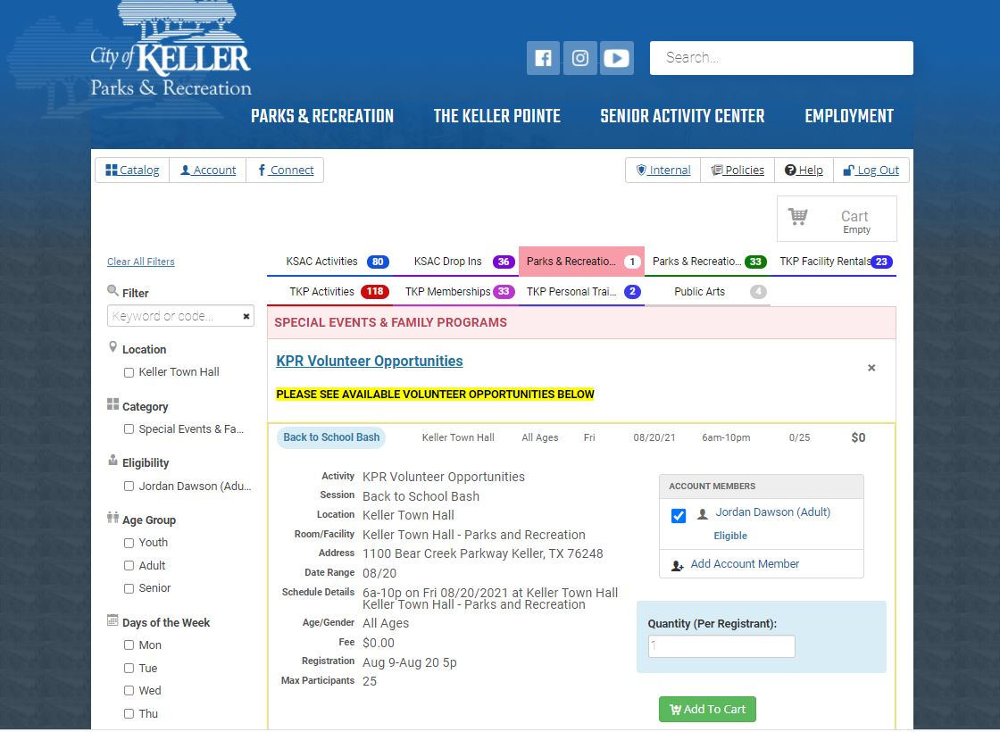 City of KELLER
Parks & Recreation
Search...
PARKS & RECREATION THE KELLER POINTE SENIOR ACTIVITY CENTER EMPLOYMENT
Catalog Account Connect Internal Policies Help Log Out
Cart
Empty
Clear All Filters
KSAC Activities 80 KSAC Drop Ins 36 Parks & Recreatio... 1 Parks & Recreatio... 33 TKP Facility Rentals 23
TKP Activities 118 TKP Memberships 33 TKP Personal Trai... 2 Public Arts 4
Filter
Keyword or code...
Location
Keller Town Hall
Category
Special Events & Fa...
Eligibility
Jordan Dawson (Adu...
Age Group
Youth
Adult
Senior
Days of the Week
Mon
Tue
Wed
Thu
SPECIAL EVENTS & FAMILY PROGRAMS
KPR Volunteer Opportunities
PLEASE SEE AVAILABLE VOLUNTEER OPPORTUNITIES BELOW
Back to School Bash Keller Town Hall All Ages Fri 08/20/21 6am-10pm 0/25 $0
Activity KPR Volunteer Opportunities
Session Back to School Bash
Location Keller Town Hall
Room/Facility Keller Town Hall - Parks and Recreation
Address 1100 Bear Creek Parkway Keller, TX 76248
Date Range 08/20
Schedule Details 6a-10p on Fri 08/20/2021 at Keller Town Hall
Keller Town Hall - Parks and Recreation
Age/Gender All Ages
Fee $0.00
Registration Aug 9-Aug 20 5p
Max Participants 25
ACCOUNT MEMBERS
Jordan Dawson (Adult)
Eligible
Add Account Member
Quantity (Per Registrant):
1
Add To Cart